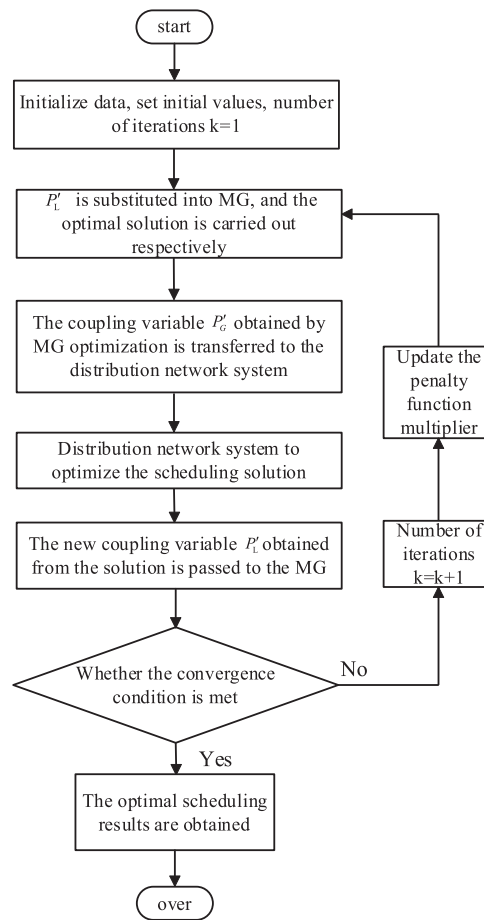 start
Initialize data, set initial values, number
of iterations k=1
P′L is substituted into MG, and the
optimal solution is carried out
respectively
The coupling variable P′G obtained by
MG optimization is transferred to the
distribution network system
Distribution network system to
optimize the scheduling solution
The new coupling variable P′L obtained
from the solution is passed to the MG
Whether the convergence
condition is met
No
Number of
iterations
k=k+1
Update the
penalty
function
multiplier
Yes
The optimal scheduling
results are obtained
over